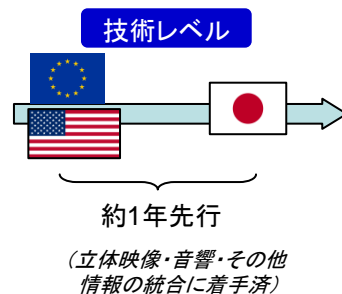 技術レベル
約1年先行
(立体映像・音響・その他
情報の統合に着手済)